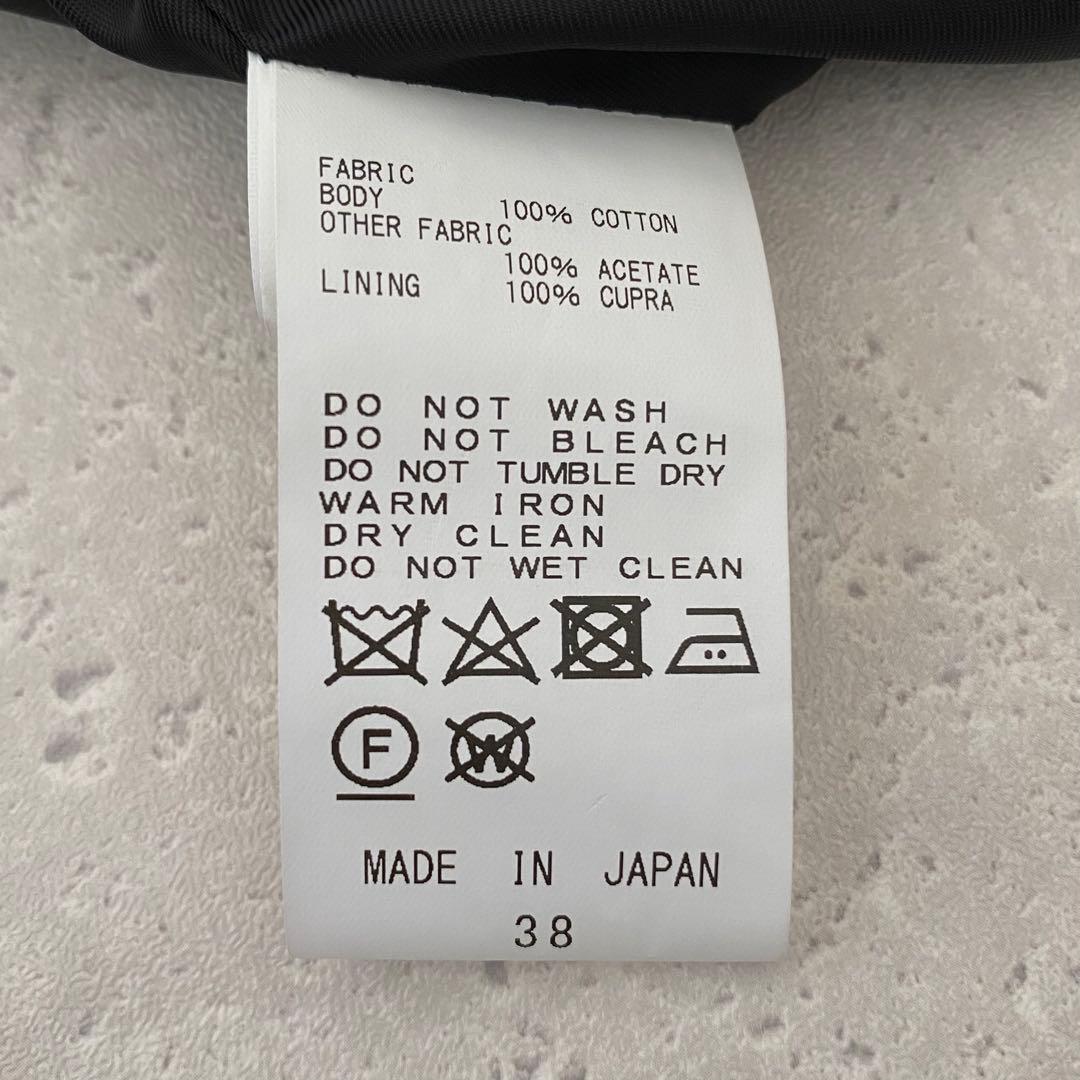 FABRIC
BODY 100% COTTON
OTHER FABRIC
100% ACETATE
LINING 100% CUPRA
DO NOT WASH
DO NOT BLEACH
DO NOT TUMBLE DRY
WARM IRON
DRY CLEAN
DO NOT WET CLEAN
F W
MADE IN JAPAN
38